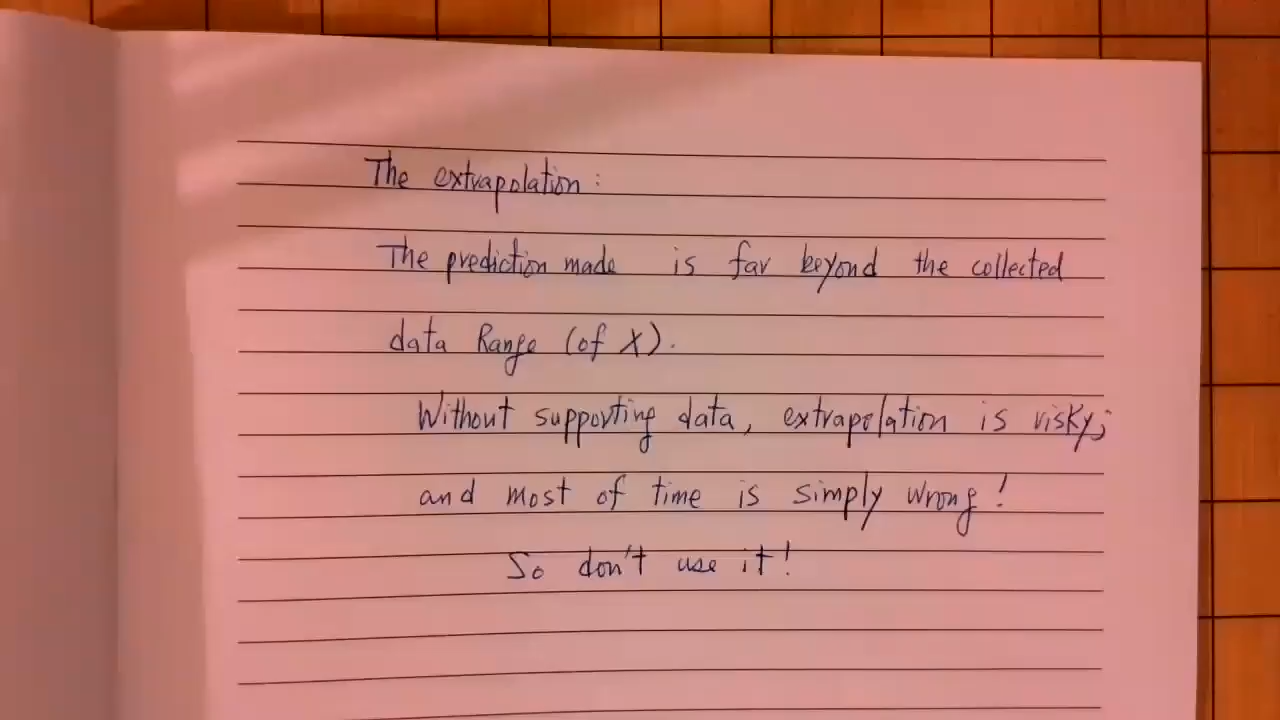 The extrapolation:
The prediction made is far beyond the collected
data Range (of X).
Without supporting data, extrapolation is risky;
and most of time is simply wrong!
So don't use it!